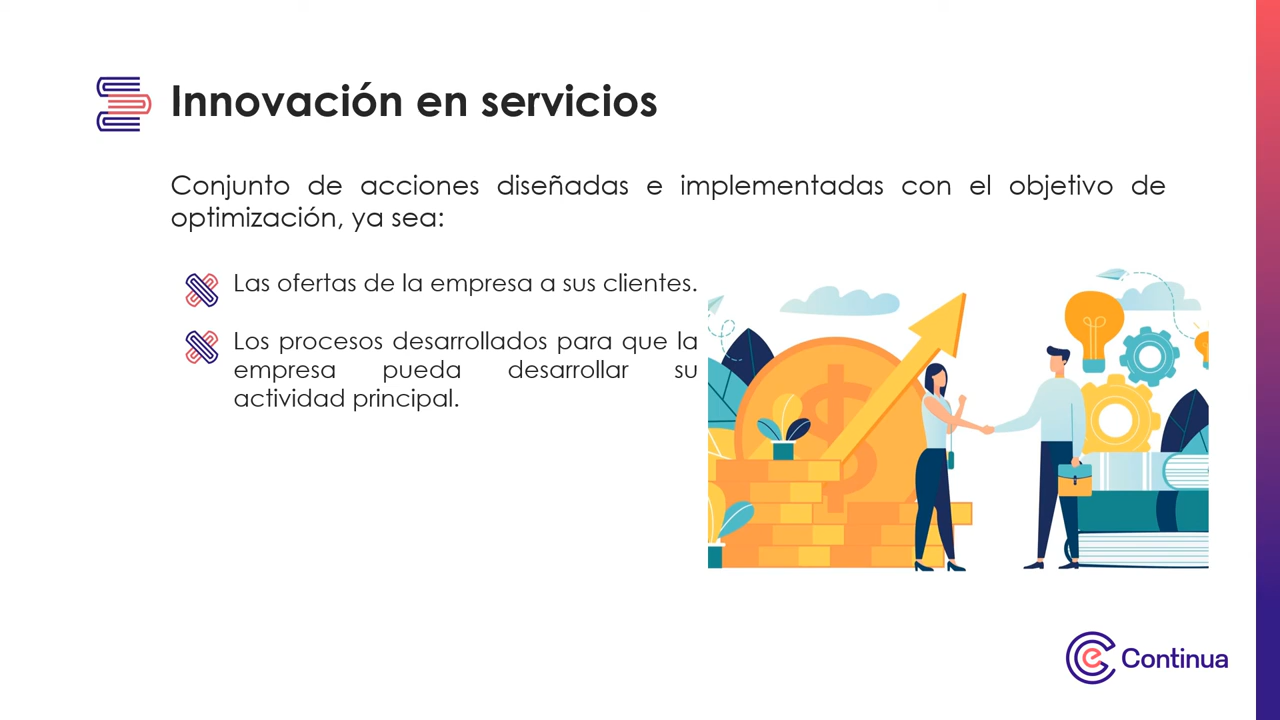 Innovación en servicios
Conjunto de acciones diseñadas e implementadas con el objetivo de
optimización, ya sea:
Las ofertas de la empresa a sus clientes.
Los procesos desarrollados para que la
empresa pueda desarrollar su
actividad principal.
Continua